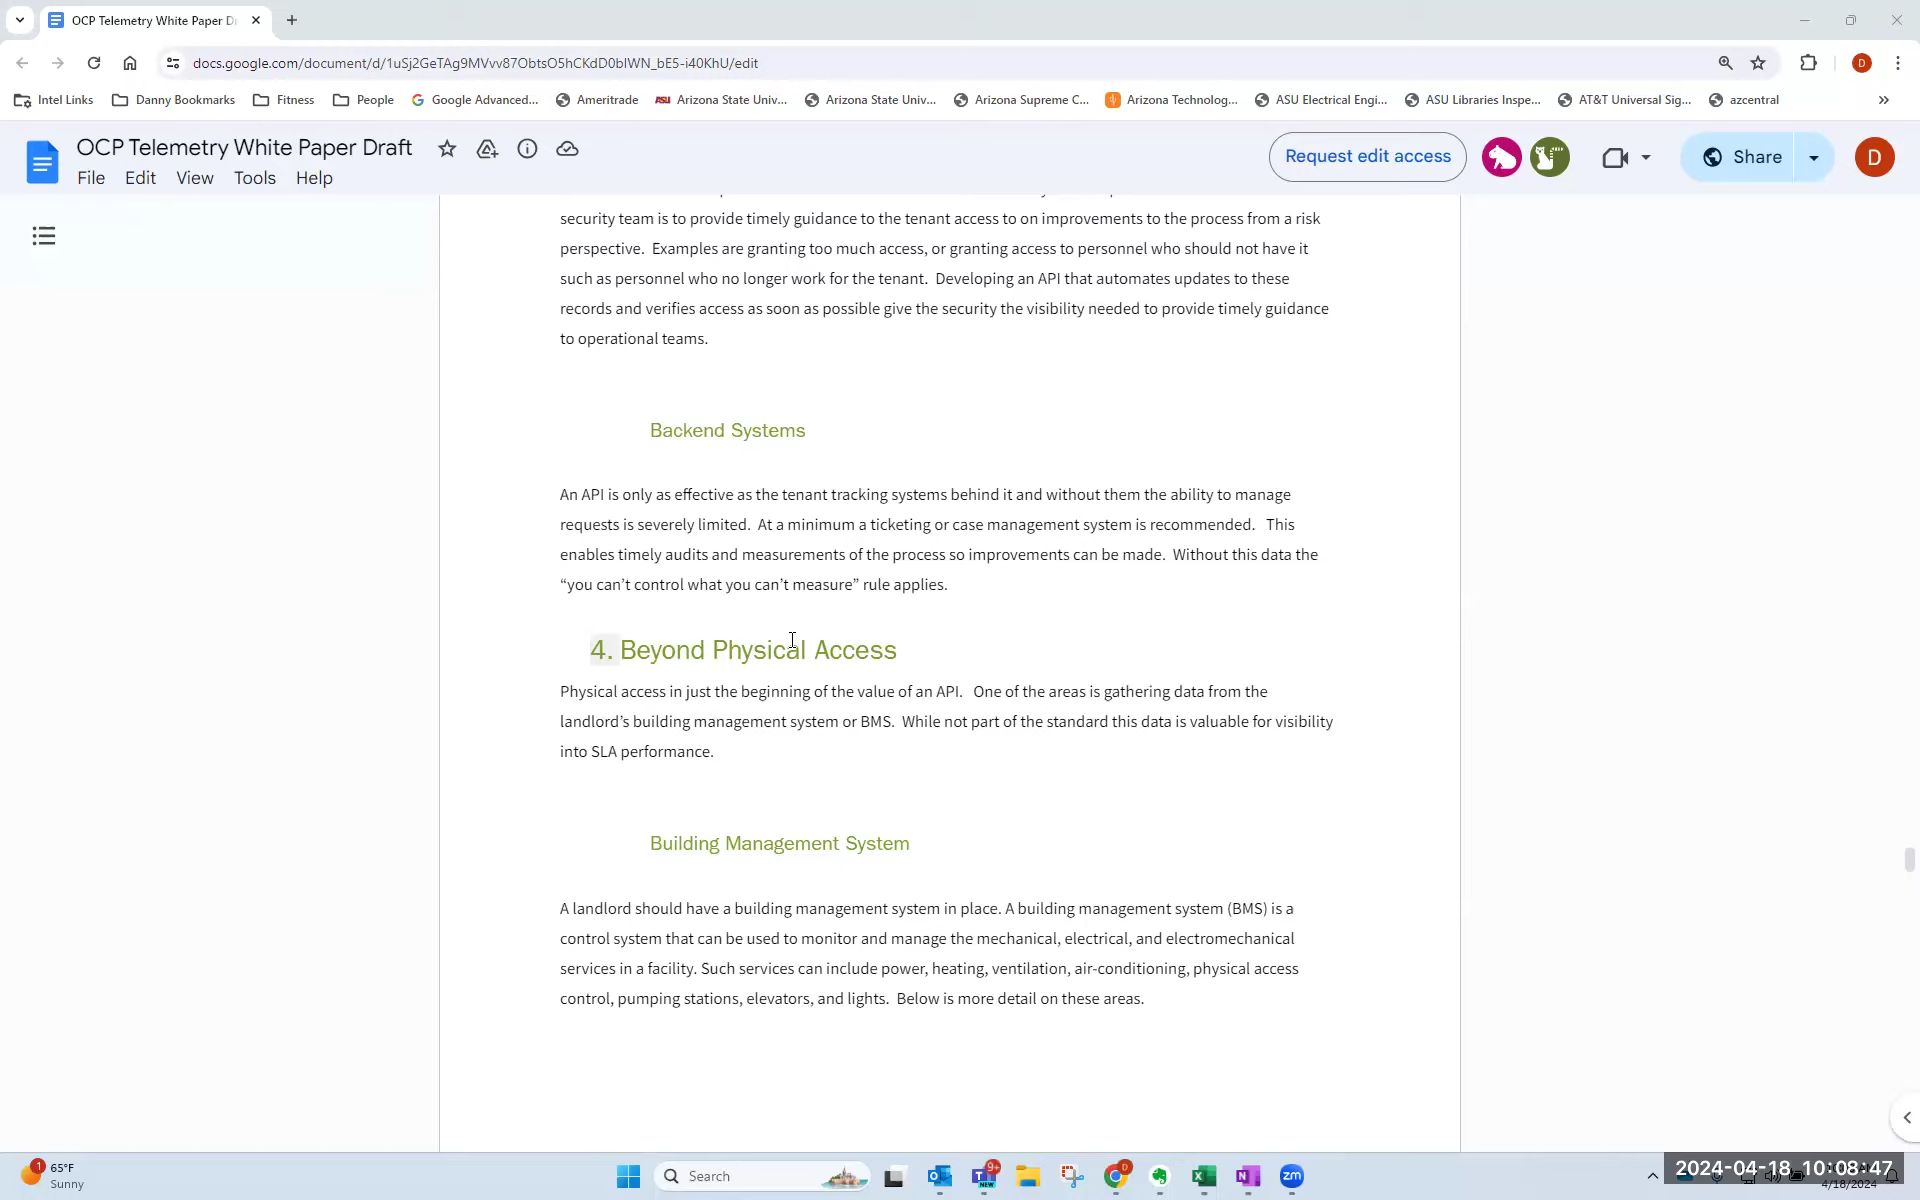 OCP Telemetry White Paper D
docs.google.com/document/d/1uSj2GeTAg9MVvv87ObtsO5hCKdD0bIWN_bE5-i40KhU/edit
D
Intel Links
Danny Bookmarks
Fitness
People
Google Advanced...
Ameritrade
ASU Arizona State Univ...
Arizona State Univ...
Arizona Supreme C...
Arizona Technolog...
ASU Electrical Engi...
ASU Libraries Inspe...
AT&T Universal Sig...
azcentral
OCP Telemetry White Paper Draft
File Edit View Tools Help
Request edit access
Share
D
security team is to provide timely guidance to the tenant access to on improvements to the process from a risk
perspective.  Examples are granting too much access, or granting access to personnel who should not have it
such as personnel who no longer work for the tenant.  Developing an API that automates updates to these
records and verifies access as soon as possible give the security the visibility needed to provide timely guidance
to operational teams.
Backend Systems
An API is only as effective as the tenant tracking systems behind it and without them the ability to manage
requests is severely limited.  At a minimum a ticketing or case management system is recommended.   This
enables timely audits and measurements of the process so improvements can be made.  Without this data the
“you can’t control what you can’t measure” rule applies.
4. Beyond Physical Access
Physical access in just the beginning of the value of an API.   One of the areas is gathering data from the
landlord’s building management system or BMS.  While not part of the standard this data is valuable for visibility
into SLA performance.
Building Management System
A landlord should have a building management system in place. A building management system (BMS) is a
control system that can be used to monitor and manage the mechanical, electrical, and electromechanical
services in a facility. Such services can include power, heating, ventilation, air-conditioning, physical access
control, pumping stations, elevators, and lights.  Below is more detail on these areas.
1
65°F
Sunny
Search
9+
NEW
D
zm
2024-04-18 10:08:47
4/18/2024